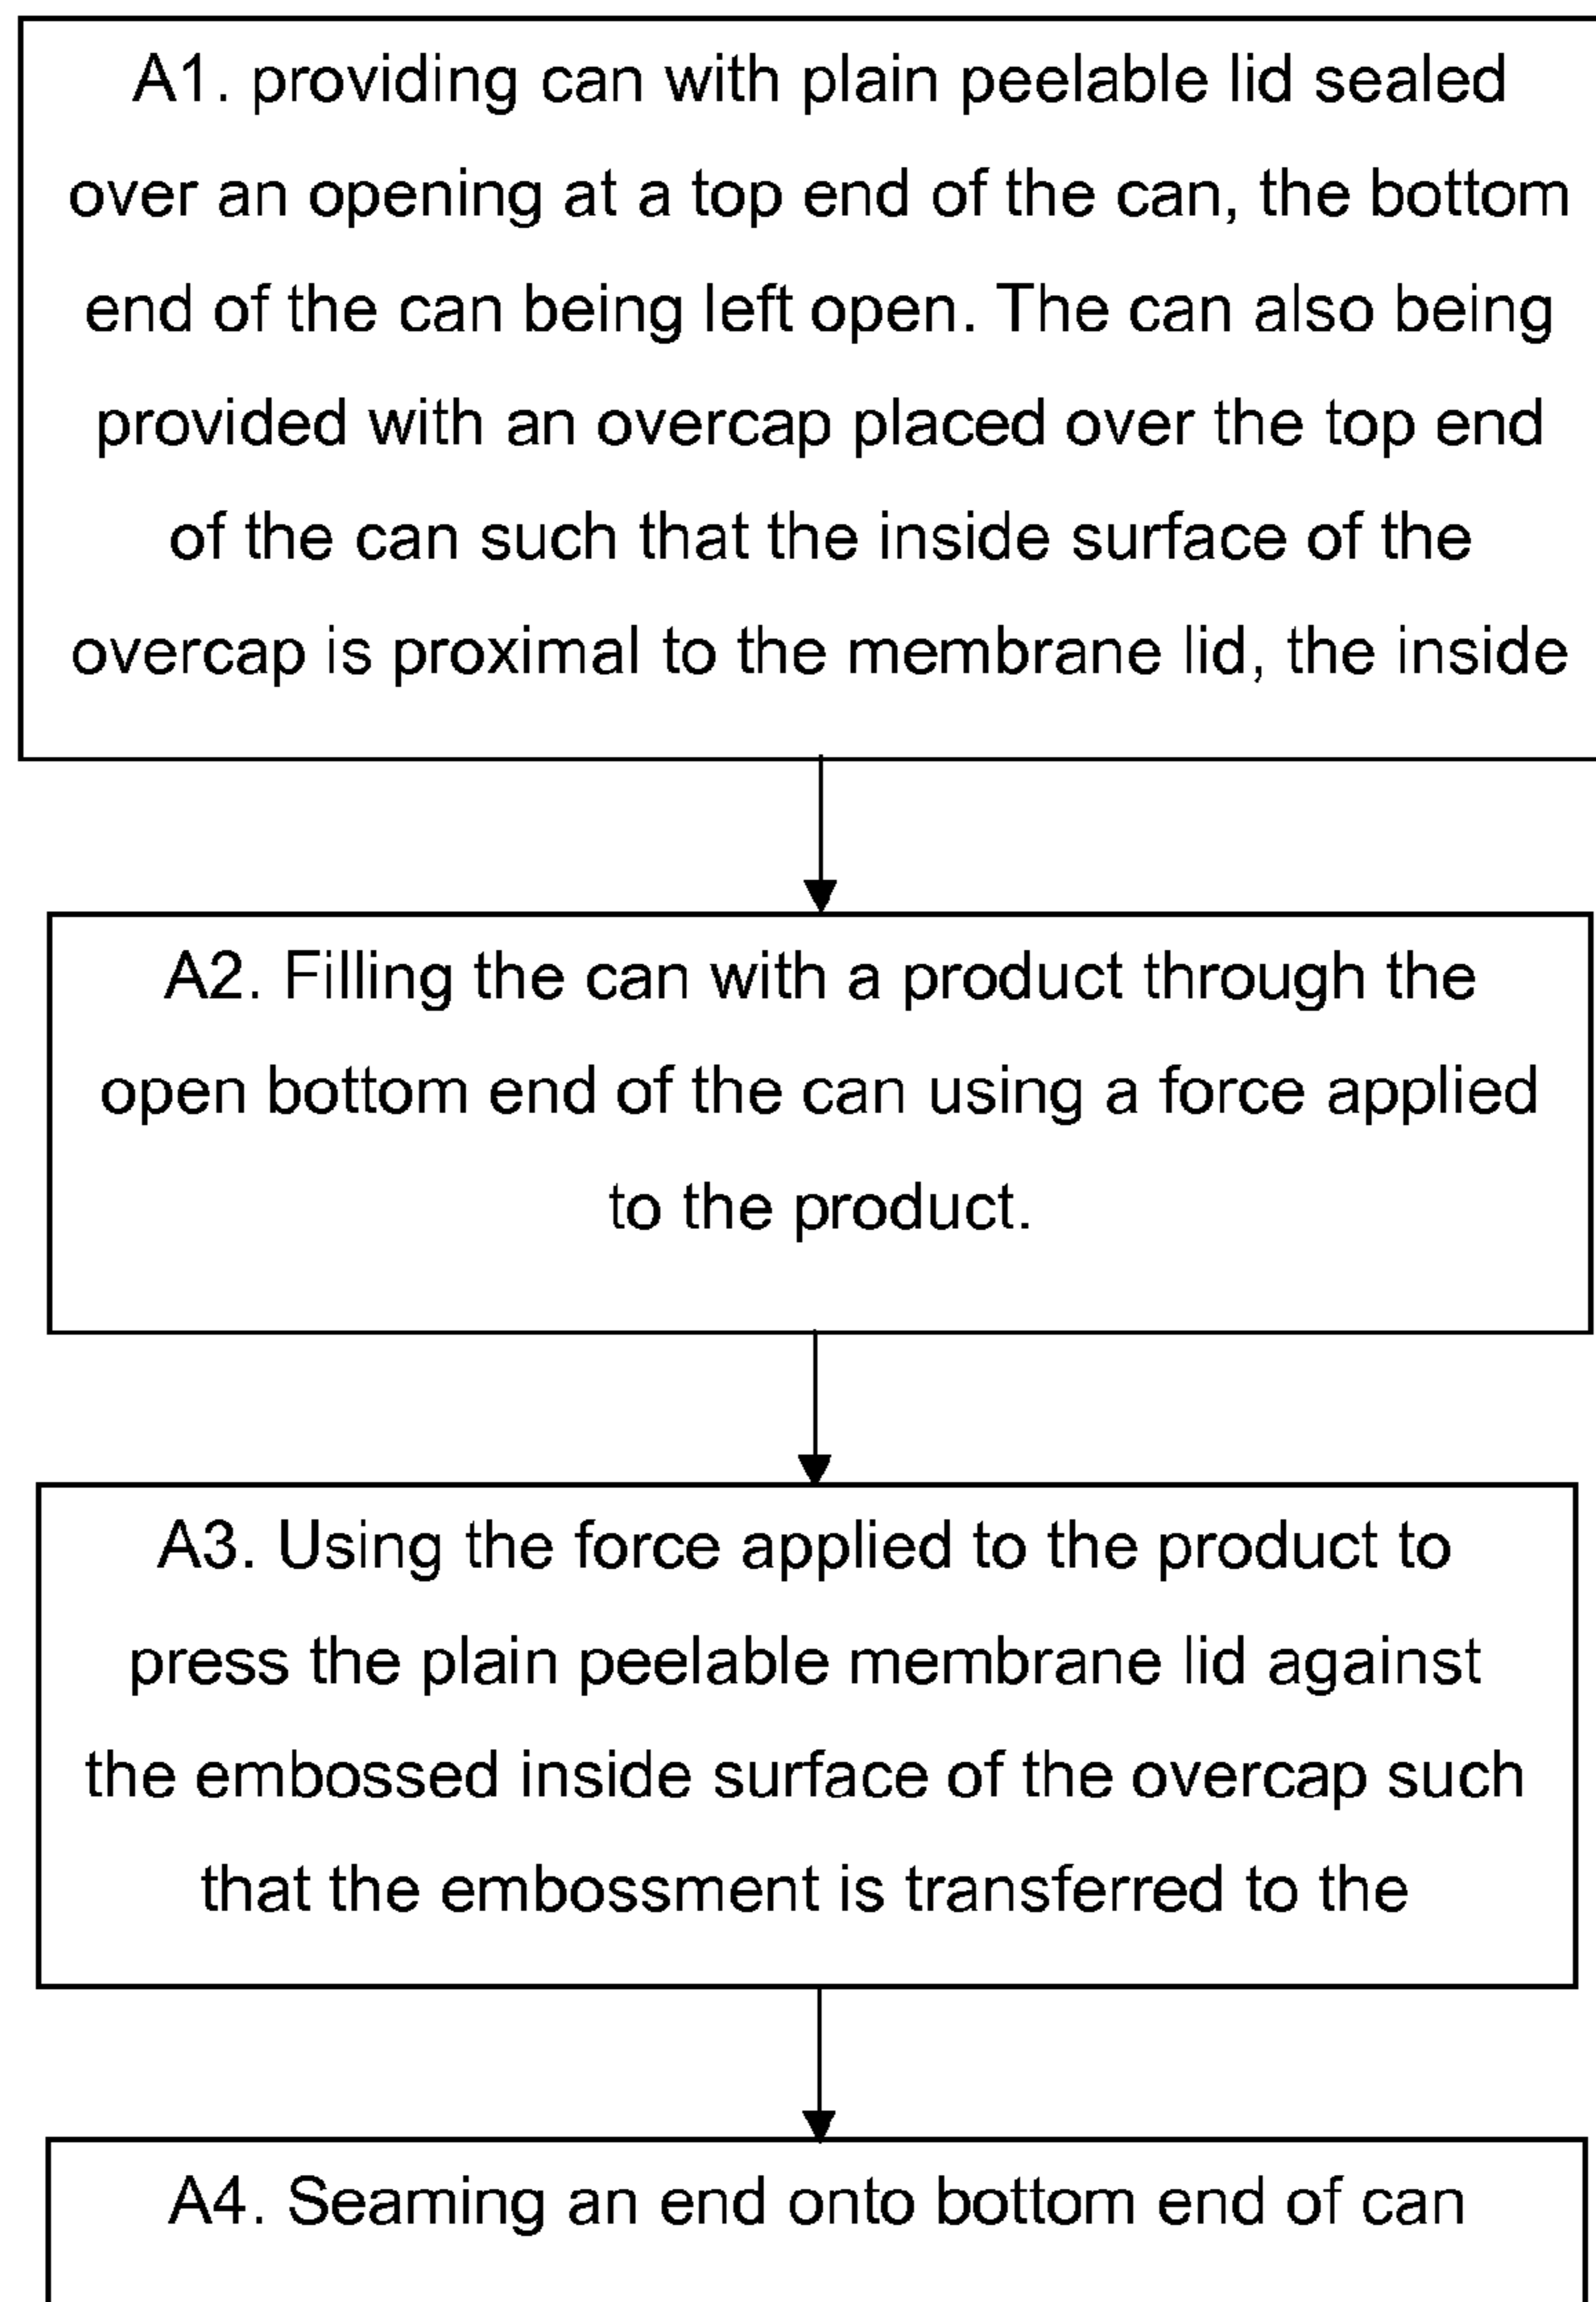 A1. providing can with plain peelable lid sealed
over an opening at a top end of the can, the bottom
end of the can being left open. The can also being
provided with an overcap placed over the top end
of the can such that the inside surface of the
overcap is proximal to the membrane lid, the inside
A2. Filling the can with a product through the
open bottom end of the can using a force applied
to the product.
A3. Using the force applied to the product to
press the plain peelable membrane lid against
the embossed inside surface of the overcap such
that the embossment is transferred to the
A4. Seaming an end onto bottom end of can